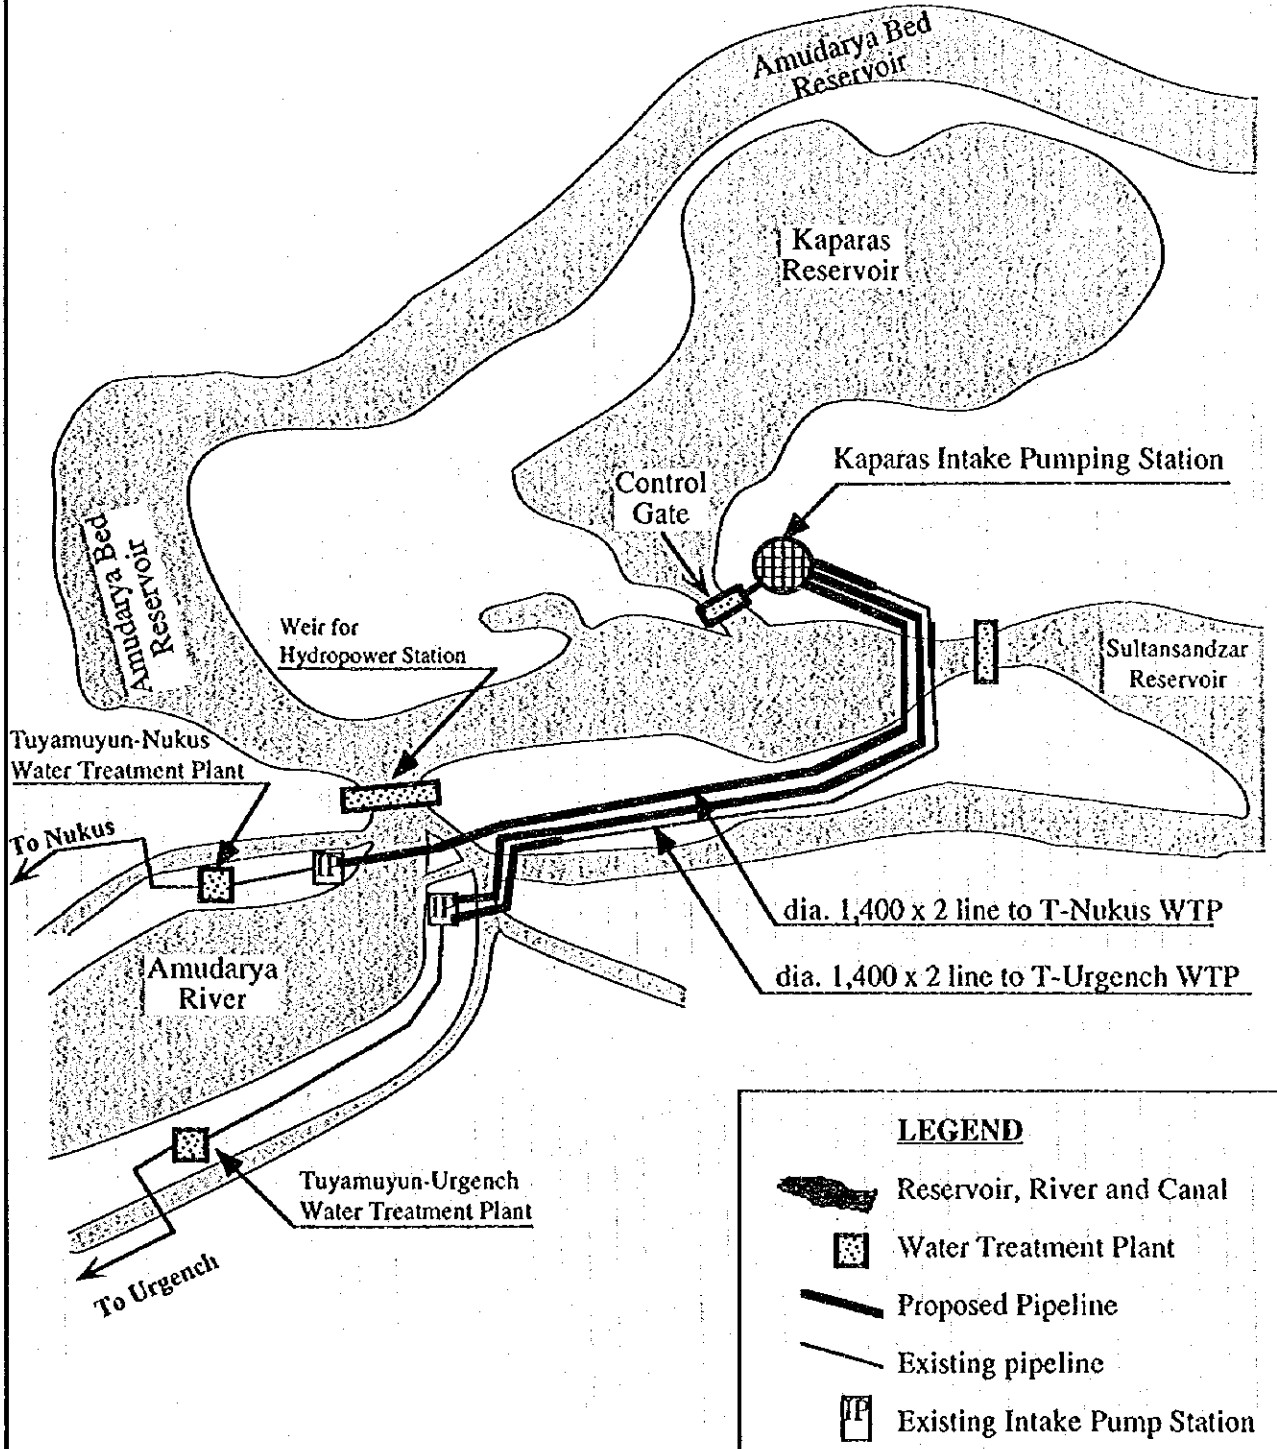 Amudarya Bed
Reservoir
Kaparas
Reservoir
Kaparas Intake Pumping Station
Control
Gate
Amudarya Bed
Reservoir
Weir for
Hydropower Station
Sultansandzar
Reservoir
Tuyamuyun-Nukus
Water Treatment Plant
To Nukus
IP
IP
dia. 1,400 x 2 line to T-Nukus WTP
dia. 1,400 x 2 line to T-Urgench WTP
Amudarya
River
Tuyamuyun-Urgench
Water Treatment Plant
To Urgench
LEGEND
Reservoir, River and Canal
Water Treatment Plant
Proposed Pipeline
Existing pipeline
IP Existing Intake Pump Station